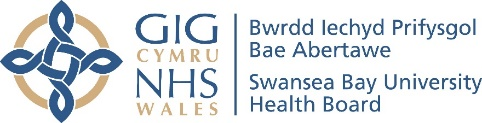 GIG
CYMRU
NHS
WALES
Bwrdd Iechyd Prifysgol
Bae Abertawe
Swansea Bay University
Health Board